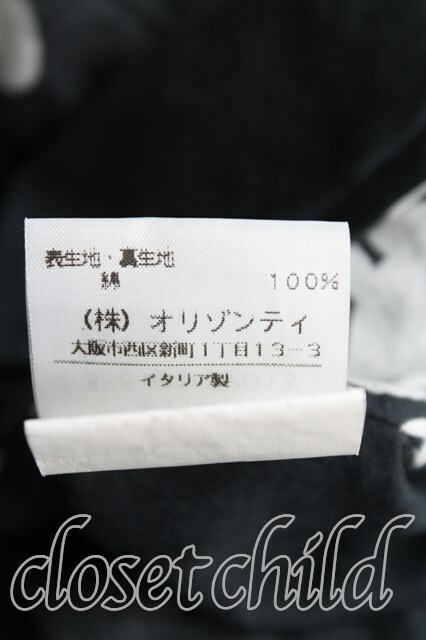 表生地・裏生地
綿 100%
(株) オリゾンティ
大阪市西区新町1丁目13-3
イタリア製
closet child